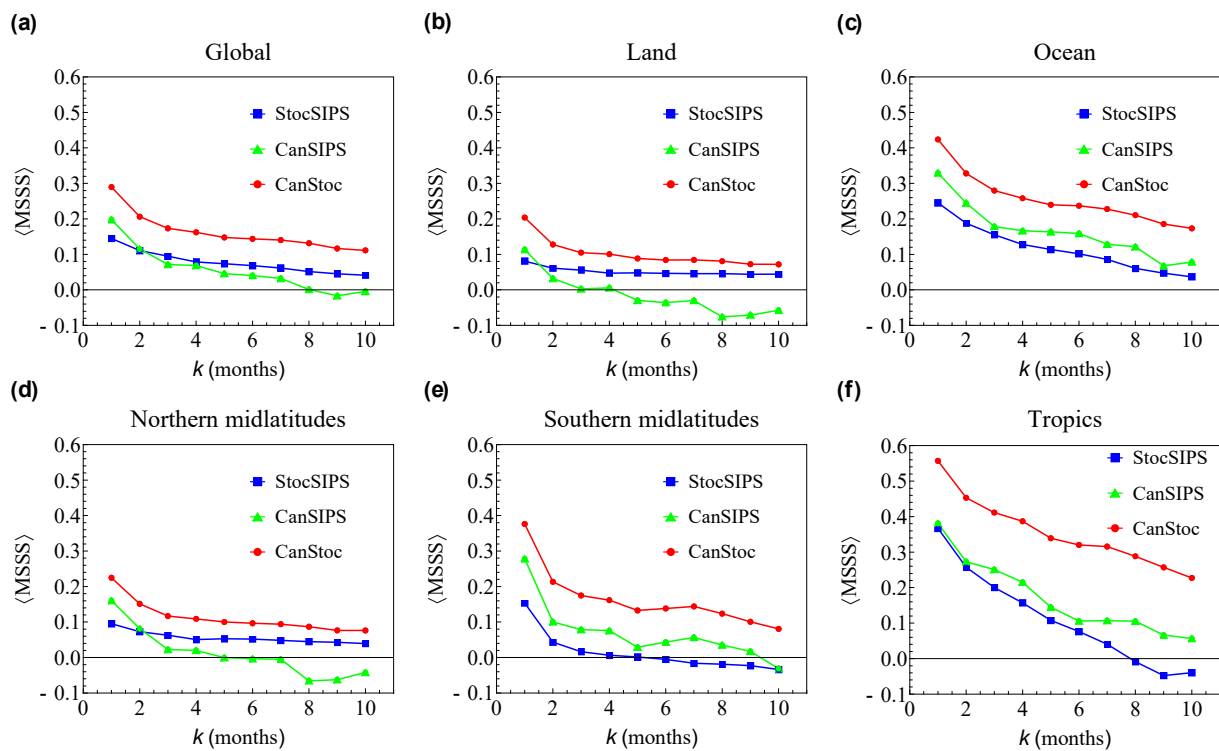 (a)
Global
0.6
0.5
0.4
0.3
0.2
0.1
0.0
- 0.1
0 2 4 6 8 10
⟨MSSS⟩
k (months)
StocSIPS
CanSIPS
CanStoc
(b)
Land
0.6
0.5
0.4
0.3
0.2
0.1
0.0
- 0.1
0 2 4 6 8 10
⟨MSSS⟩
k (months)
StocSIPS
CanSIPS
CanStoc
(c)
Ocean
0.6
0.5
0.4
0.3
0.2
0.1
0.0
- 0.1
0 2 4 6 8 10
⟨MSSS⟩
k (months)
StocSIPS
CanSIPS
CanStoc
(d)
Northern midlatitudes
0.6
0.5
0.4
0.3
0.2
0.1
0.0
- 0.1
0 2 4 6 8 10
⟨MSSS⟩
k (months)
StocSIPS
CanSIPS
CanStoc
(e)
Southern midlatitudes
0.6
0.5
0.4
0.3
0.2
0.1
0.0
- 0.1
0 2 4 6 8 10
⟨MSSS⟩
k (months)
StocSIPS
CanSIPS
CanStoc
(f)
Tropics
0.6
0.5
0.4
0.3
0.2
0.1
0.0
- 0.1
0 2 4 6 8 10
⟨MSSS⟩
k (months)
StocSIPS
CanSIPS
CanStoc